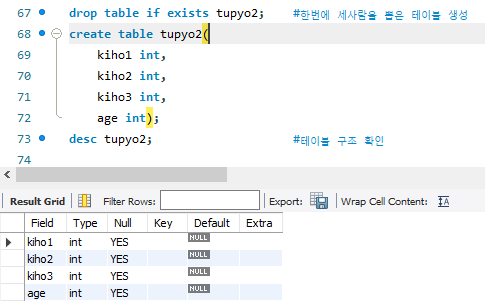 67 drop table if exists tupyo2; #한번에 세사람을 뽑은 테이블 생성
68 create table tupyo2(
69 kiho1 int,
70 kiho2 int,
71 kiho3 int,
72 age int);
73 desc tupyo2; #테이블 구조 확인
74
Result Grid Filter Rows: Export: Wrap Cell Content:
Field Type Null Key Default Extra
kiho1 int YES NULL
kiho2 int YES NULL
kiho3 int YES NULL
age int YES NULL